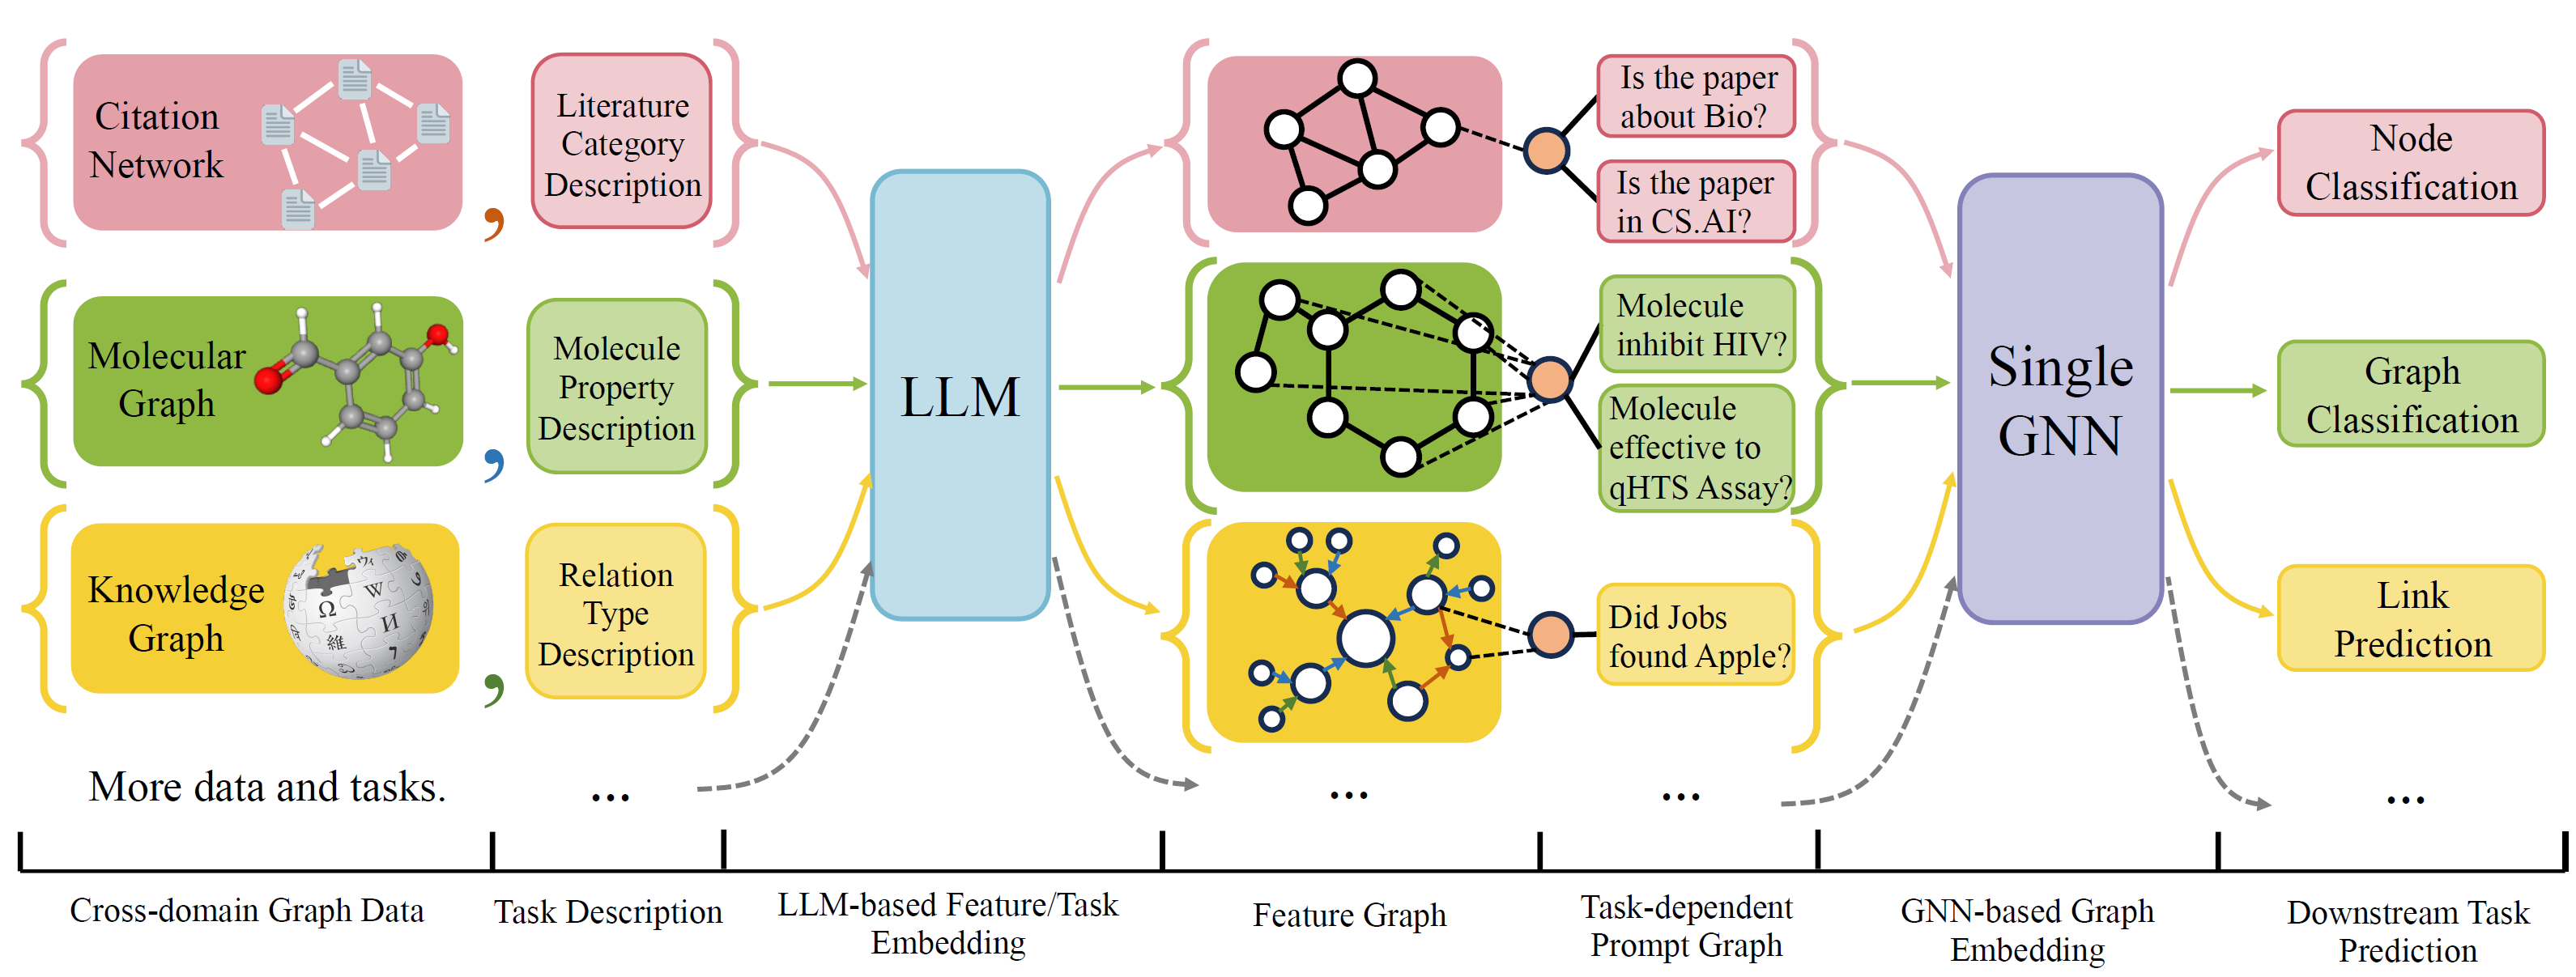 Citation
Network
Literature
Category
Description
Is the paper
about Bio?
Is the paper
in CS.AI?
Node
Classification
Molecular
Graph
Molecule
Property
Description
LLM
Molecule
inhibit HIV?
Molecule
effective to
qHTS Assay?
Single
GNN
Graph
Classification
Knowledge
Graph
Ω
W
И
維
Relation
Type
Description
Did Jobs
found Apple?
Link
Prediction
More data and tasks.
...
...
...
...
Cross-domain Graph Data
Task Description
LLM-based Feature/Task
Embedding
Feature Graph
Task-dependent
Prompt Graph
GNN-based Graph
Embedding
Downstream Task
Prediction